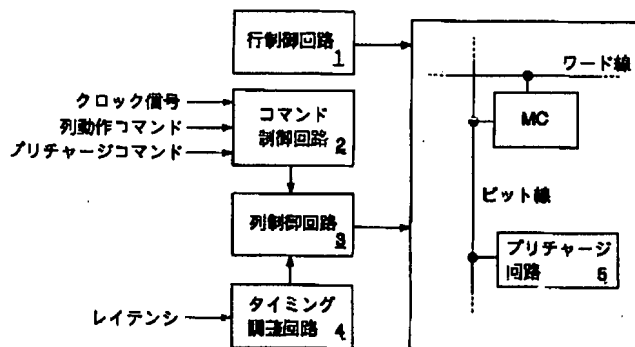 行制御回路
1
ワード線
クロック信号
列動作コマンド
プリチャージコマンド
コマンド
制御回路
2
MC
ビット線
列制御回路
3
プリチャージ
回路
5
レイテンシ
タイミング
調整回路
4